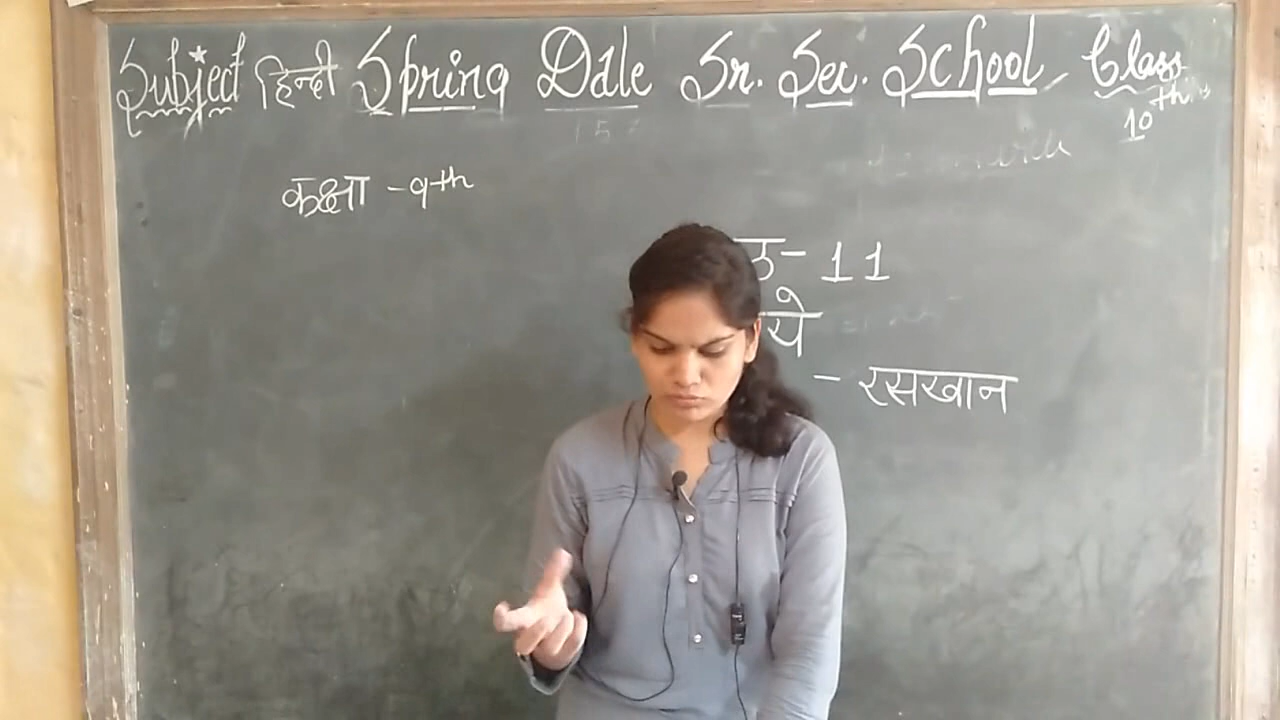 Subject हिन्दी Spring Dale Sr. Sec. School Class 10th
कक्षा - 9th
ठ - 11
ये
- रसखान